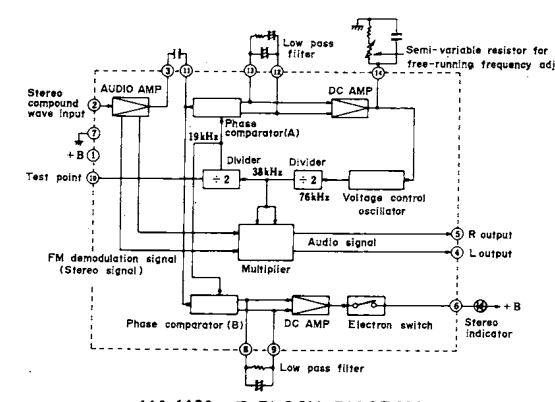 Low pass filter
Semi-variable resistor for free-running frequency adj
3
11
13
12
14
AUDIO AMP
DC AMP
Stereo compound wave input
2
7
+B
1
Phase comparator(A)
19kHz
Divider
Divider
38kHz
÷ 2
÷ 2
76kHz
Test point
10
Voltage control oscillator
FM demodulation signal (Stereo signal)
Multiplier
Audio signal
5
R output
4
L output
Phase comparator (B)
DC AMP
Electron switch
6
+ B
Stereo indicator
8
9
Low pass filter